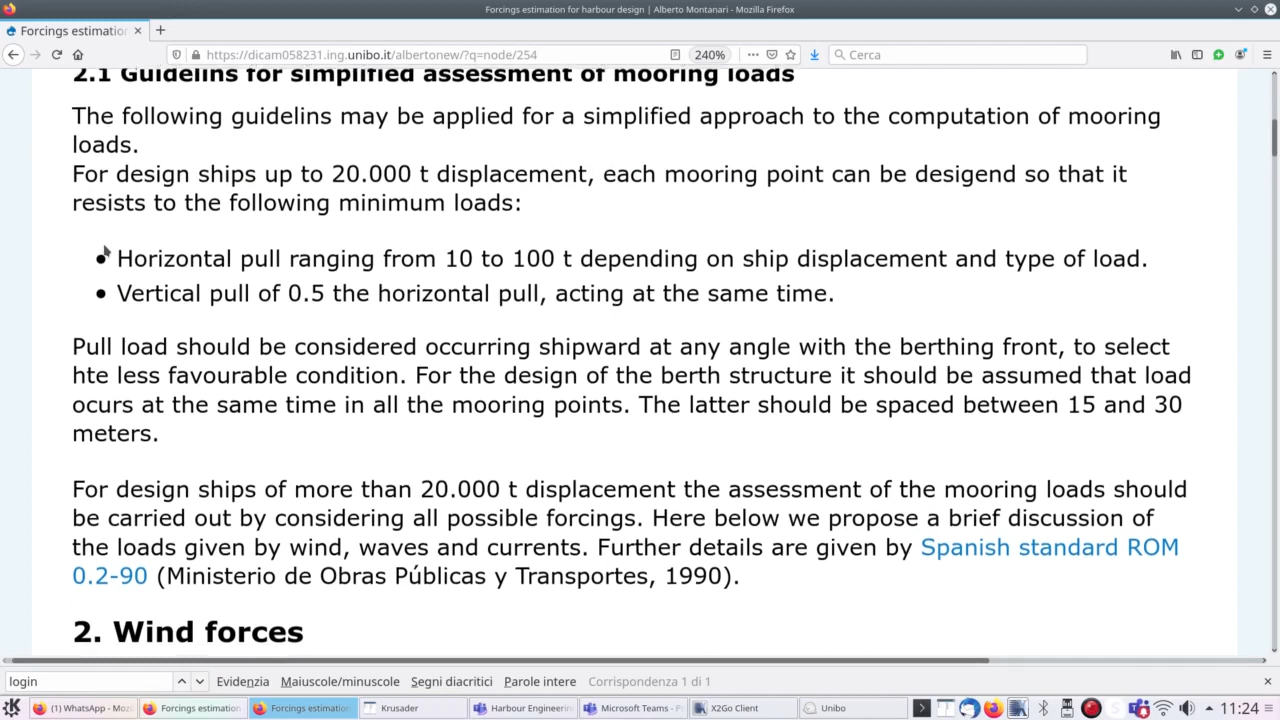 Forcings estimation for harbour design | Alberto Montanari - Mozilla Firefox
Forcings estimatio
https://dicam058231.ing.unibo.it/albertonew/?q=node/254
240%
Cerca
2.1 Guidelins for simplified assessment of mooring loads
The following guidelins may be applied for a simplified approach to the computation of mooring
loads.
For design ships up to 20.000 t displacement, each mooring point can be desigend so that it
resists to the following minimum loads:
Horizontal pull ranging from 10 to 100 t depending on ship displacement and type of load.
Vertical pull of 0.5 the horizontal pull, acting at the same time.
Pull load should be considered occurring shipward at any angle with the berthing front, to select
hte less favourable condition. For the design of the berth structure it should be assumed that load
ocurs at the same time in all the mooring points. The latter should be spaced between 15 and 30
meters.
For design ships of more than 20.000 t displacement the assessment of the mooring loads should
be carried out by considering all possible forcings. Here below we propose a brief discussion of
the loads given by wind, waves and currents. Further details are given by Spanish standard ROM
0.2-90 (Ministerio de Obras Públicas y Transportes, 1990).
2. Wind forces
login Evidenzia Maiuscole/minuscole Segni diacritici Parole intere Corrispondenza 1 di 1
(1) WhatsApp - Moz Forcings estimation Forcings estimation Krusader Harbour Engineerin Microsoft Teams - P X2Go Client Unibo 11:24